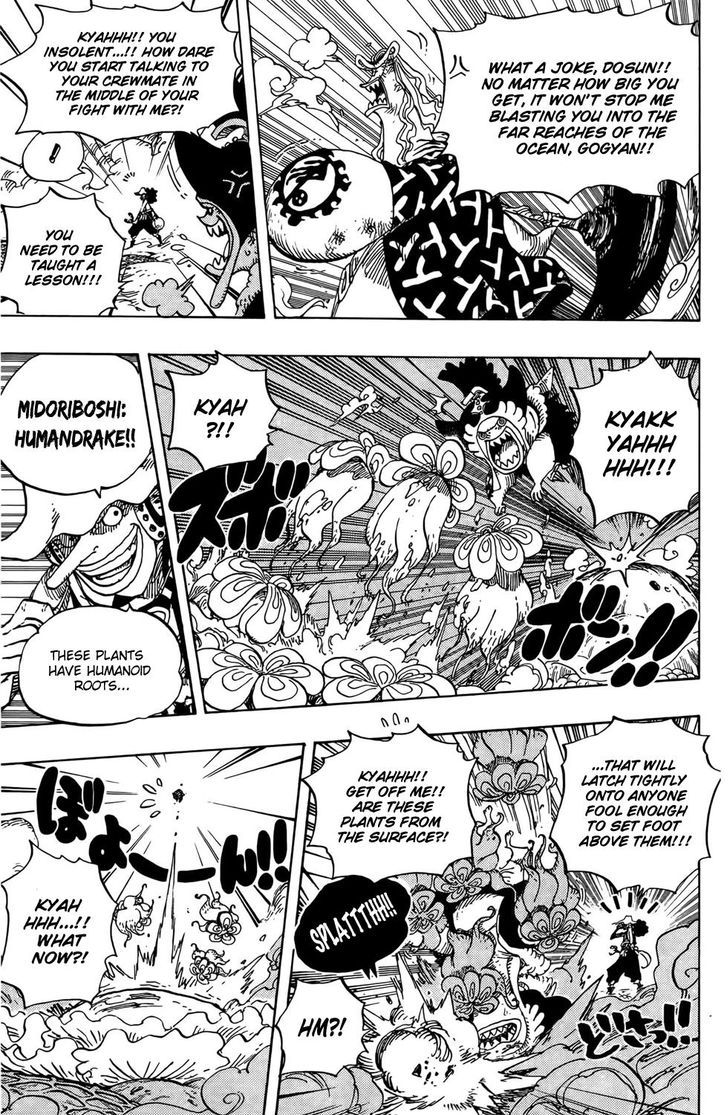 WHAT A JOKE, DOSUN!!
NO MATTER HOW BIG YOU
GET, IT WON'T STOP ME
BLASTING YOU INTO THE
FAR REACHES OF THE
OCEAN, GOGYAN!!
KYAHHH!! YOU
INSOLENT...!! HOW DARE
YOU START TALKING TO
YOUR CREWMATE IN
THE MIDDLE OF YOUR
FIGHT WITH ME?!
!
YOU
NEED TO BE
TAUGHT A
LESSON!!!
KYAKK
YAHHH
HHH!!!
ボン!!
KYAH
?!!
ズボボ
MIDORIBOSHI:
HUMANDRAKE!!
THESE PLANTS
HAVE HUMANOID
ROOTS...
...THAT WILL
LATCH TIGHTLY
ONTO ANYONE
FOOL ENOUGH
TO SET FOOT
ABOVE THEM!!!
KYAHHH!!
GET OFF ME!!
ARE THESE
PLANTS FROM
THE SURFACE?!
SPLATTTHH!!
HM?!
どさっ!!
ぼよーーん!!
KYAH
HHH...!!
WHAT
NOW?!